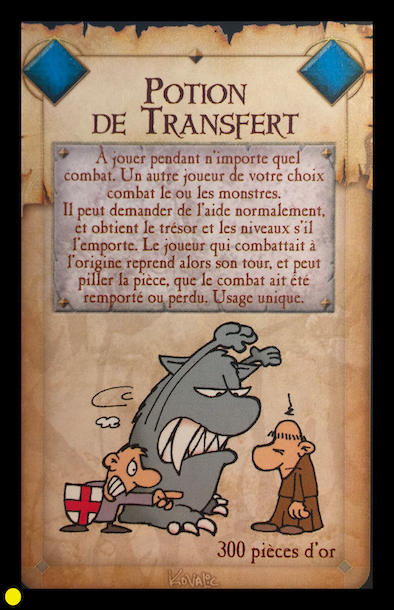 Potion
de Transfert
À jouer pendant n'importe quel
combat. Un autre joueur de votre choix
combat le ou les monstres.
Il peut demander de l'aide normalement,
et obtient le trésor et les niveaux s'il
l'emporte. Le joueur qui combattait à
l'origine reprend alors son tour, et peut
piller la pièce, que le combat ait été
remporté ou perdu. Usage unique.
300 pièces d'or
Kovalic